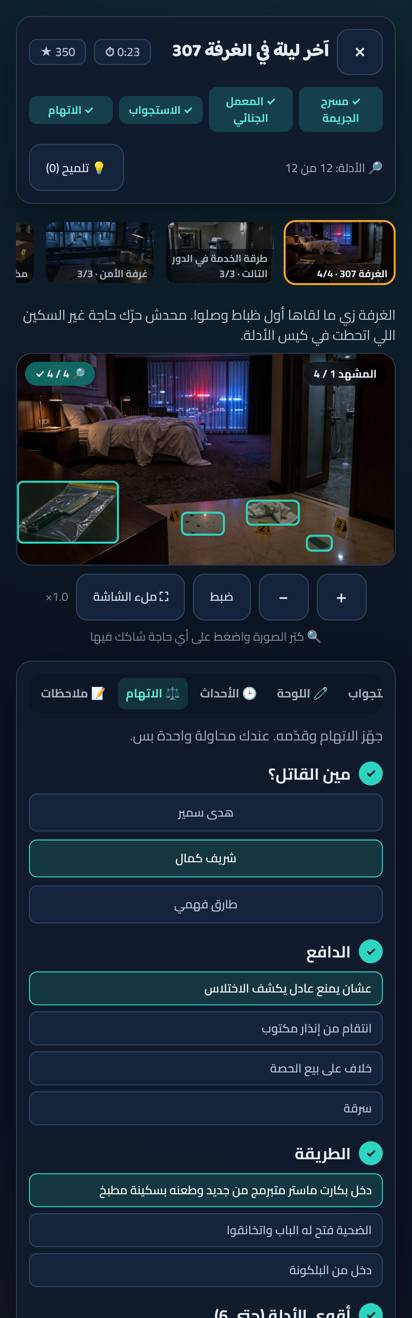 آخر ليلة في الغرفة 307
×
⏱ 0:23
★ 350
✓ مسرح الجريمة
✓ المعمل الجنائي
✓ الاستجواب
✓ الاتهام
🔎 الأدلة: 12 من 12
💡 تلميح (0)
الغرفة 307 · 4/4
طرقة الخدمة في الدور التالت · 3/3
غرفة الأمن · 3/3
الغرفة زي ما لقاها أول ظباط وصلوا. محدش حرّك حاجة غير السكين
اللي اتحطت في كيس الأدلة.
المشهد 1 / 4
🔎 4 / 4 ✓
+
−
ضبط
⛶ ملء الشاشة
×1.0
🔍 كبّر الصورة واضغط على أي حاجة شاكك فيها
تجواب
🖊 اللوحة
🕒 الأحداث
⚖️ الاتهام
📝 ملاحظات
جهّز الاتهام وقدّمه. عندك محاولة واحدة بس.
✓ مين القاتل؟
هدى سمير
شريف كمال
طارق فهمي
✓ الدافع
عشان يمنع عادل يكشف الاختلاس
انتقام من إنذار مكتوب
خلاف على بيع الحصة
سرقة
✓ الطريقة
دخل بكارت ماستر متبرمج من جديد وطعنه بسكينة مطبخ
الضحية فتح له الباب واتخانقوا
دخل من البلكونة
✓ أقوى الأدلة (حتى 6)